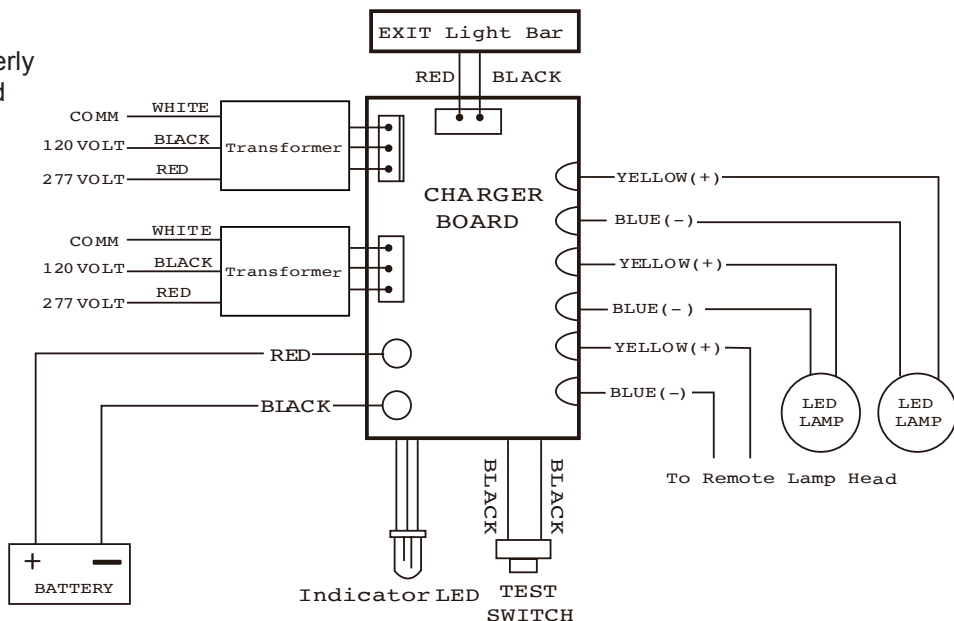 erly
d
EXIT Light Bar
RED
BLACK
COMM
WHITE
120 VOLT
BLACK
277 VOLT
RED
Transformer
COMM
WHITE
120 VOLT
BLACK
277 VOLT
RED
Transformer
CHARGER
BOARD
YELLOW(+)
BLUE(-)
YELLOW(+)
BLUE(-)
YELLOW(+)
BLUE(-)
RED
BLACK
LED
LAMP
LED
LAMP
To Remote Lamp Head
BLACK
BLACK
+
BATTERY
Indicator LED
TEST
SWITCH